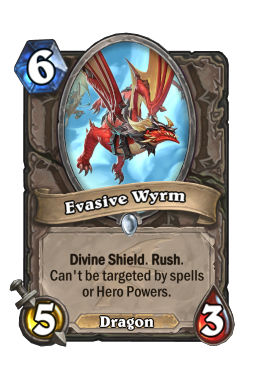 6
Evasive Wyrm
Divine Shield. Rush.
Can't be targeted by spells
or Hero Powers.
5
Dragon
3